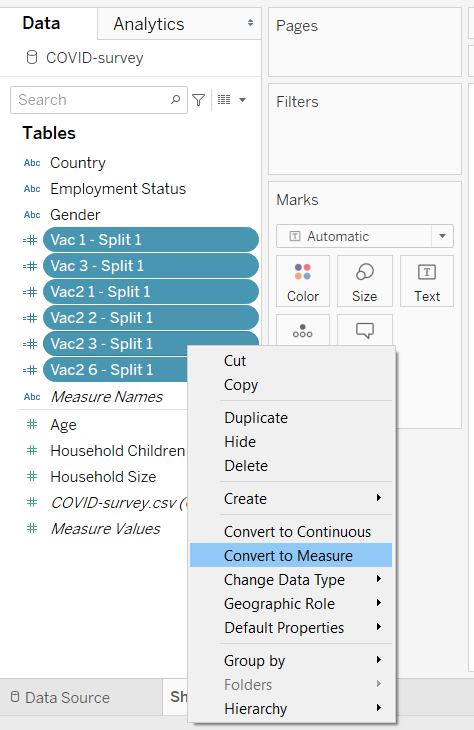 Data
Analytics
COVID-survey
Search
Tables
Abc Country
Abc Employment Status
Abc Gender
=# Vac 1 - Split 1
=# Vac 3 - Split 1
=# Vac2 1 - Split 1
=# Vac2 2 - Split 1
=# Vac2 3 - Split 1
=# Vac2 6 - Split 1
Abc Measure Names
# Age
# Household Children
# Household Size
# COVID-survey.csv (
# Measure Values
Data Source
Sh
Pages
Filters
Marks
T Automatic
Color
Size
T
Text
Cut
Copy
Duplicate
Hide
Delete
Create
Convert to Continuous
Convert to Measure
Change Data Type
Geographic Role
Default Properties
Group by
Folders
Hierarchy